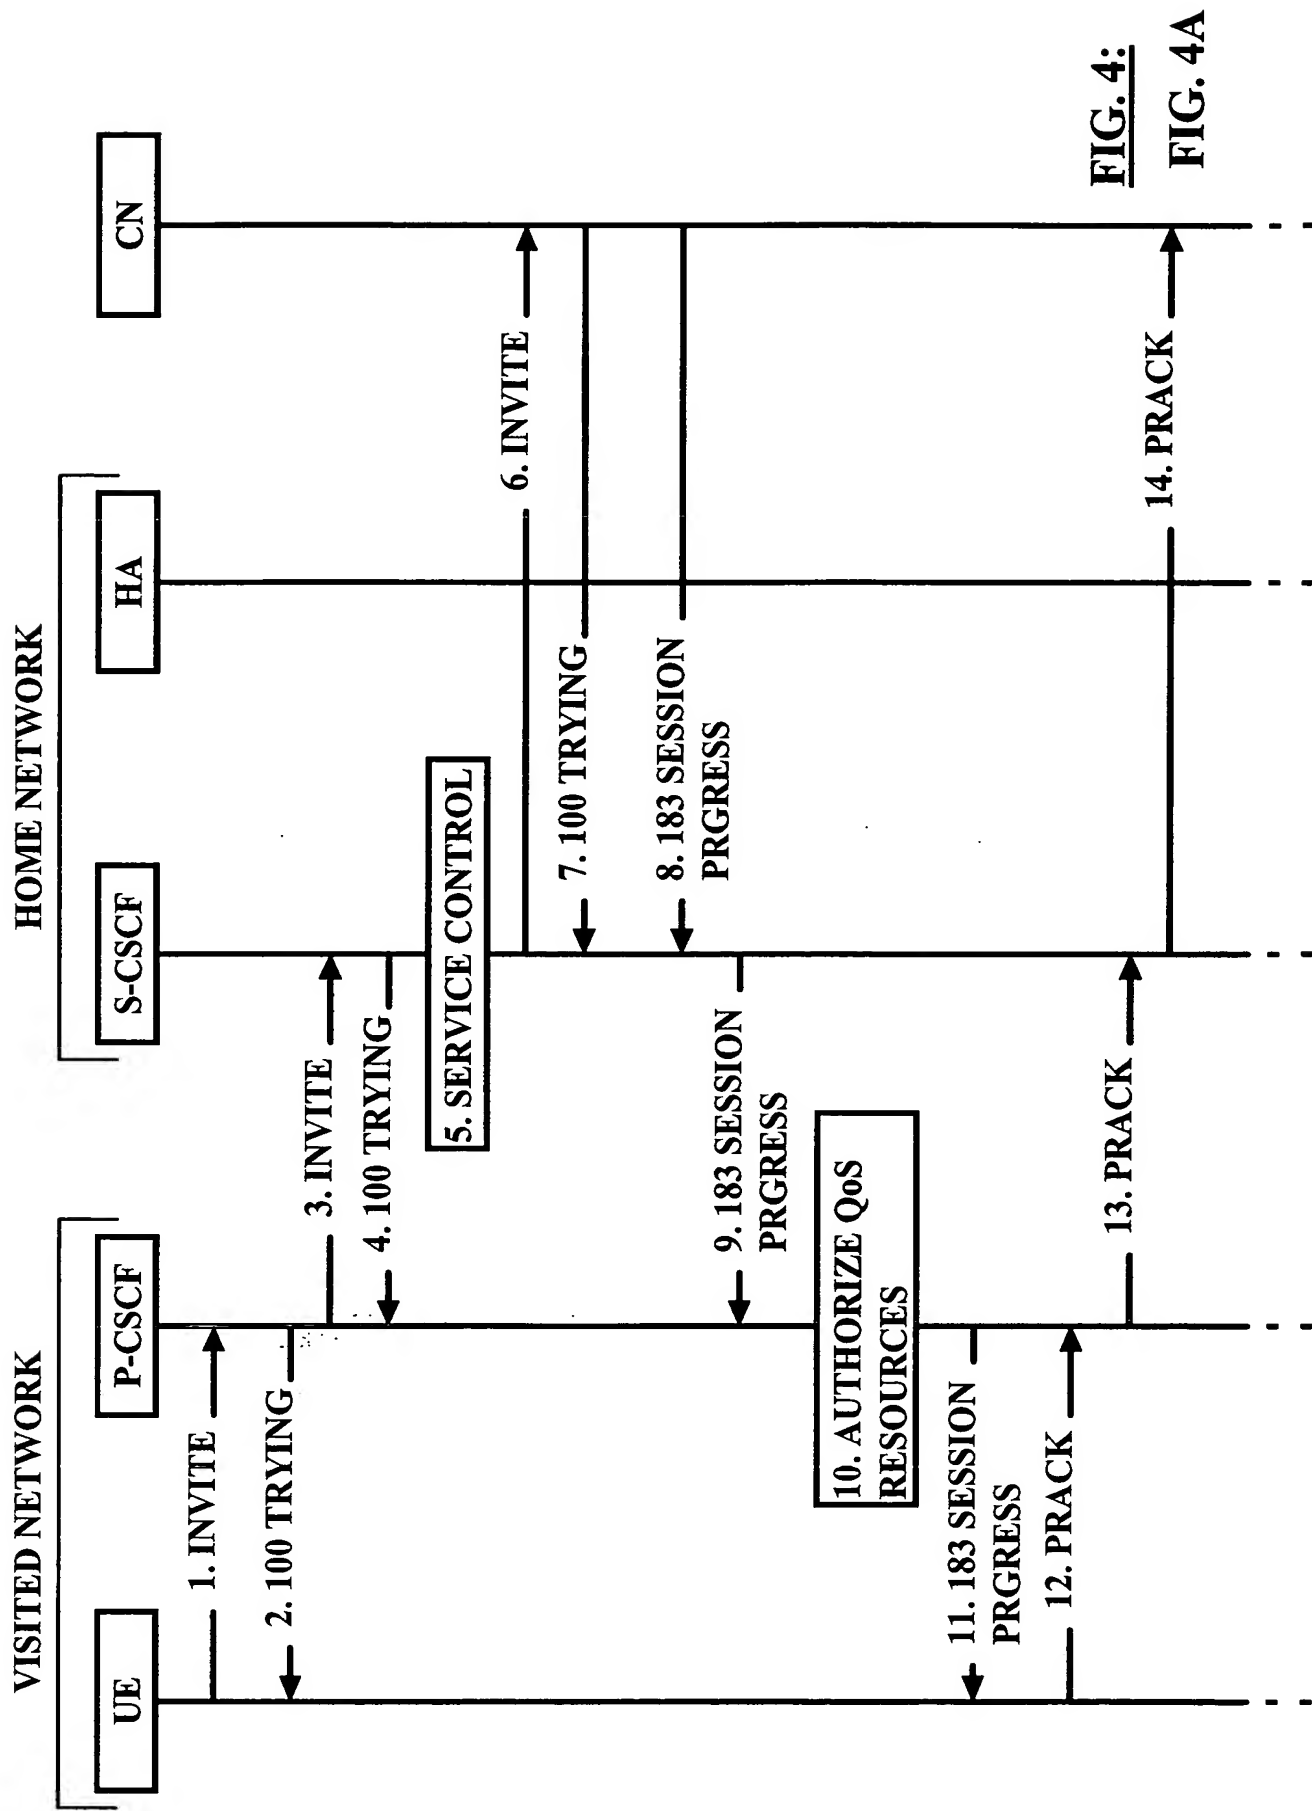 VISITED NETWORK
HOME NETWORK
UE
P-CSCF
S-CSCF
HA
CN
1. INVITE
2. 100 TRYING
3. INVITE
4. 100 TRYING
5. SERVICE CONTROL
6. INVITE
7. 100 TRYING
8. 183 SESSION
PRGRESS
9. 183 SESSION
PRGRESS
10. AUTHORIZE QoS
RESOURCES
11. 183 SESSION
PRGRESS
12. PRACK
13. PRACK
14. PRACK
FIG. 4:
FIG. 4A